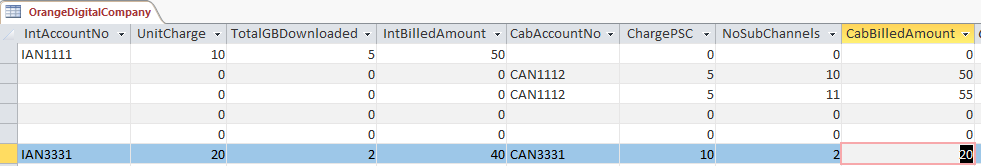 OrangeDigitalCompany
IntAccountNo UnitCharge TotalGBDownloaded IntBilledAmount CabAccountNo ChargePSC NoSubChannels CabBilledAmount
IAN1111 10 5 50 0 0 0
0 0 0 CAN1112 5 10 50
0 0 0 CAN1112 5 11 55
0 0 0 0 0 0
0 0 0 0 0 0
IAN3331 20 2 40 CAN3331 10 2 20